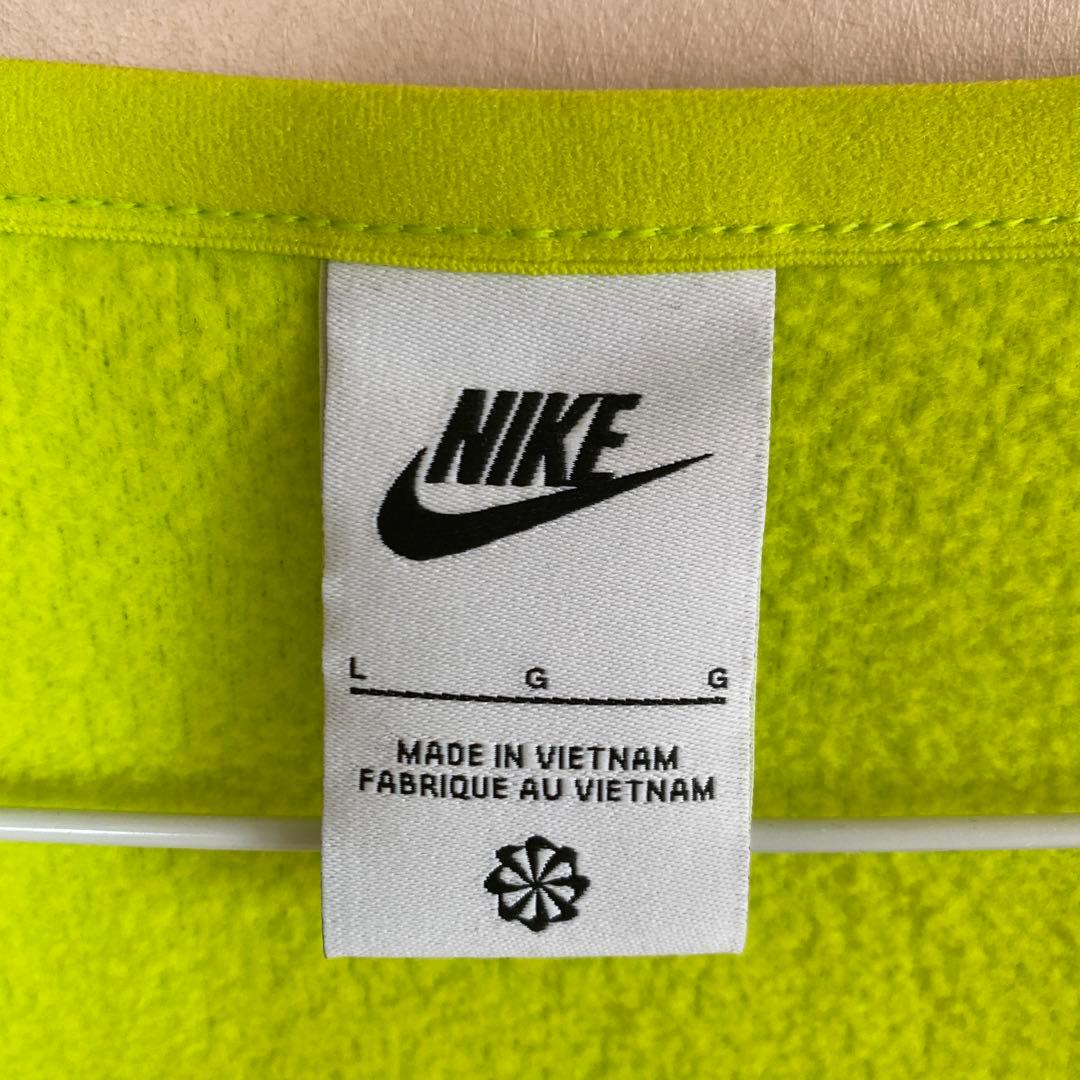 NIKE
L G G
MADE IN VIETNAM
FABRIQUE AU VIETNAM